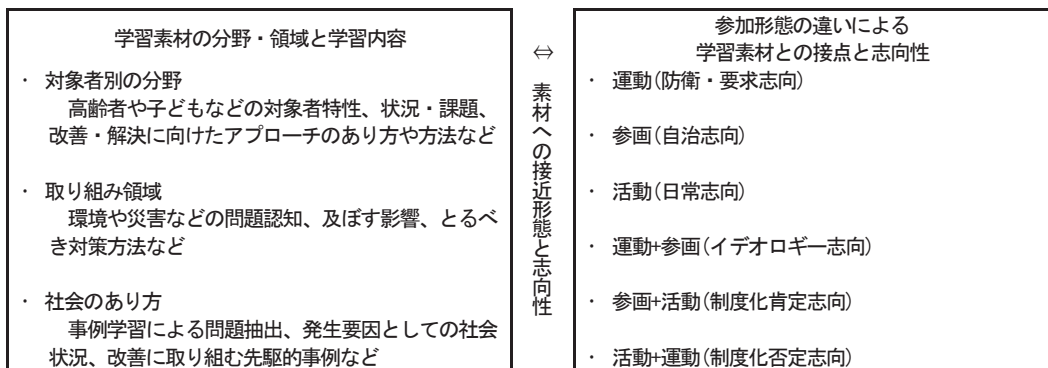 学習素材の分野・領域と学習内容
・ 対象者別の分野
高齢者や子どもなどの対象者特性、状況・課題、
改善・解決に向けたアプローチのあり方や方法など
・ 取り組み領域
環境や災害などの問題認知、及ぼす影響、とるべ
き対策方法など
・ 社会のあり方
事例学習による問題抽出、発生要因としての社会
状況、改善に取り組む先駆的事例など
⇔ 素材への接近形態と志向性
参加形態の違いによる
学習素材との接点と志向性
・ 運動(防衛・要求志向)
・ 参画(自治志向)
・ 活動(日常志向)
・ 運動+参画(イデオロギー志向)
・ 参画+活動(制度化肯定志向)
・ 活動+運動(制度化否定志向)